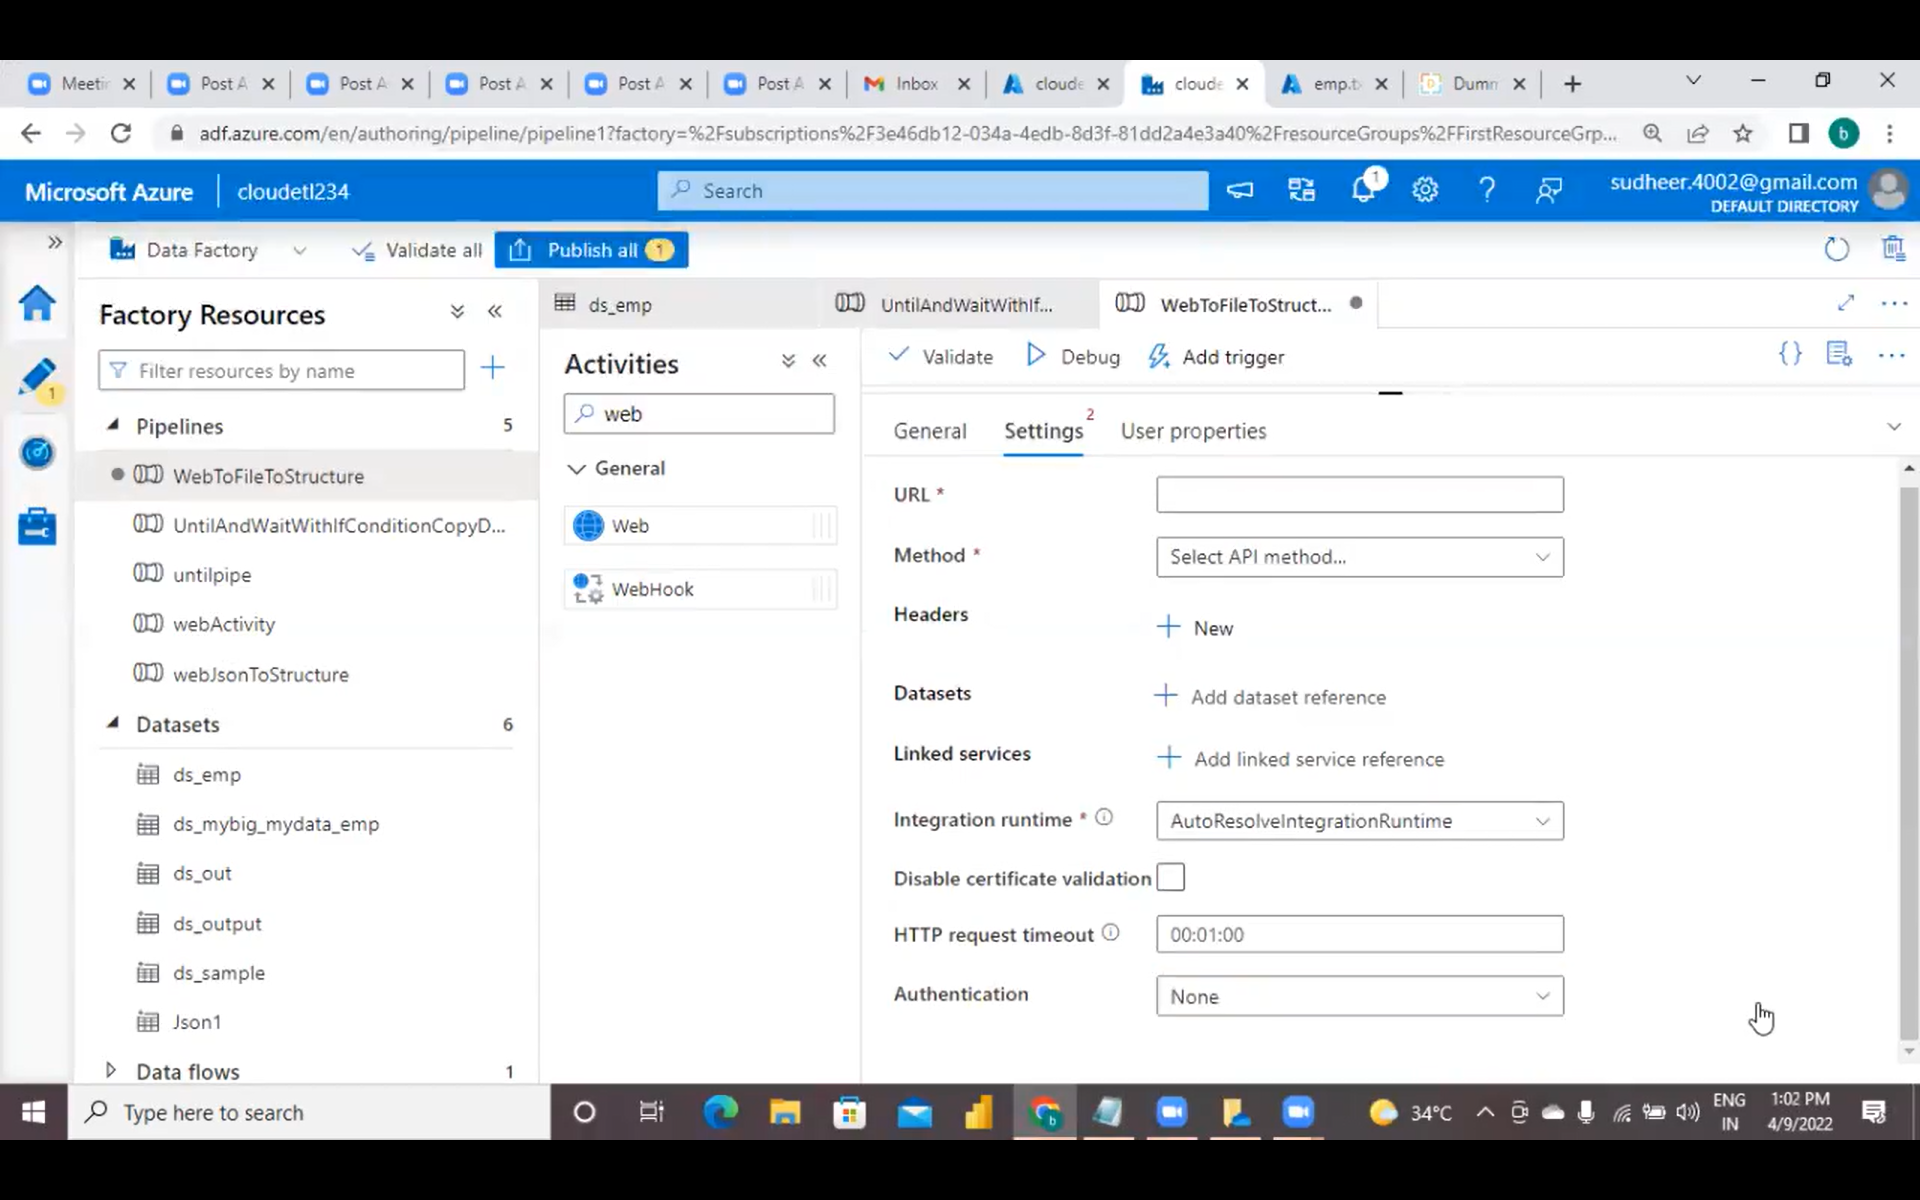 Meetin Post A Post A Post A Post A Post A Inbox cloude cloude emp.t Dumm
adf.azure.com/en/authoring/pipeline/pipeline1?factory=%2Fsubscriptions%2F3e46db12-034a-4edb-8d3f-81dd2a4e3a40%2FresourceGroups%2FFirstResourceGrp...
b
Microsoft Azure
cloudetl234
Search
1
sudheer.4002@gmail.com
DEFAULT DIRECTORY
Data Factory
Validate all
Publish all 1
Factory Resources
ds_emp
UntilAndWaitWithIf...
WebToFileToStruct...
Filter resources by name
1
Pipelines 5
WebToFileToStructure
UntilAndWaitWithIfConditionCopyD...
untilpipe
webActivity
webJsonToStructure
Datasets 6
ds_emp
ds_mybig_mydata_emp
ds_out
ds_output
ds_sample
Json1
Data flows 1
Activities
web
General
Web
WebHook
Validate
Debug
Add trigger
General
Settings 2
User properties
URL *
Method * Select API method...
Headers
New
Datasets
Add dataset reference
Linked services
Add linked service reference
Integration runtime * AutoResolveIntegrationRuntime
Disable certificate validation
HTTP request timeout 00:01:00
Authentication None
Type here to search
b
34°C
ENG
IN
1:02 PM
4/9/2022